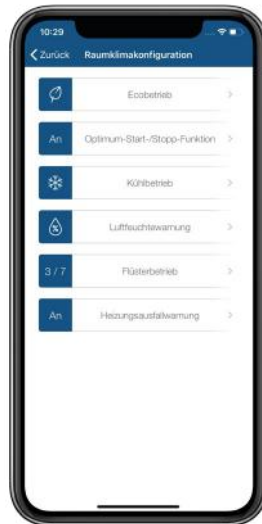 10:29
Zurück Raumklimakonfiguration
Ecobetrieb
An Optimum-Start-/Stopp-Funktion
Kühlbetrieb
% Luftfeuchtewarnung
3 / 7 Flüsterbetrieb
An Heizungsausfallwarnung